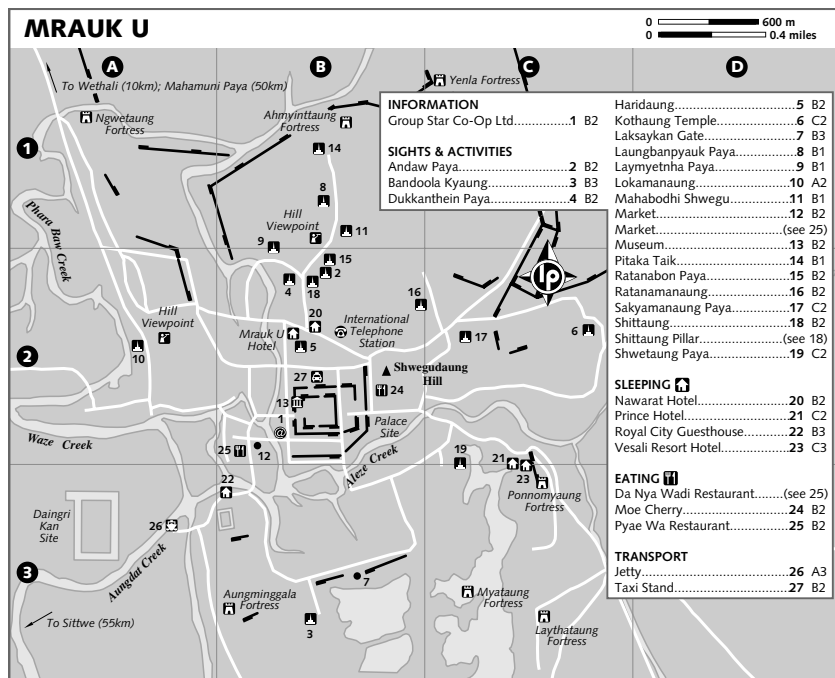 MRAUK U
0 600 m
0 0.4 miles
A
B
C
D
1
2
3
To Wethali (10km); Mahamuni Paya (50km)
Ngwetaung
Fortress
Ahmyinttaung
Fortress
Yenla Fortress
14
8
Hill
Viewpoint
11
9
15
2
4
18
16
Phara Baw Creek
Hill
Viewpoint
10
20
Mrauk U
Hotel
5
International
Telephone
Station
17
6
lp
27
Shwegudaung
Hill
24
13
1
@
Palace
Site
Waze Creek
25
12
Aleze Creek
19
21
23
Ponnomyaung
Fortress
22
Daingri
Kan
Site
26
Aungdat Creek
7
Aungminggala
Fortress
3
Myataung
Fortress
Laythataung
Fortress
To Sittwe (55km)
INFORMATION
Group Star Co-Op Ltd 1 B2
SIGHTS & ACTIVITIES
Andaw Paya 2 B2
Bandoola Kyaung 3 B3
Dukkanthein Paya 4 B2
Haridaung 5 B2
Kothaung Temple 6 C2
Laksaykan Gate 7 B3
Laungbanpyauk Paya 8 B1
Laymyetnha Paya 9 B1
Lokamanaung 10 A2
Mahabodhi Shwegu 11 B1
Market 12 B2
Market (see 25)
Museum 13 B2
Pitaka Taik 14 B1
Ratanabon Paya 15 B2
Ratanamanaung 16 B2
Sakyamanaung Paya 17 C2
Shittaung 18 B2
Shittaung Pillar (see 18)
Shwetaung Paya 19 C2
SLEEPING
Nawarat Hotel 20 B2
Prince Hotel 21 C2
Royal City Guesthouse 22 B3
Vesali Resort Hotel 23 C3
EATING
Da Nya Wadi Restaurant (see 25)
Moe Cherry 24 B2
Pyae Wa Restaurant 25 B2
TRANSPORT
Jetty 26 A3
Taxi Stand 27 B2